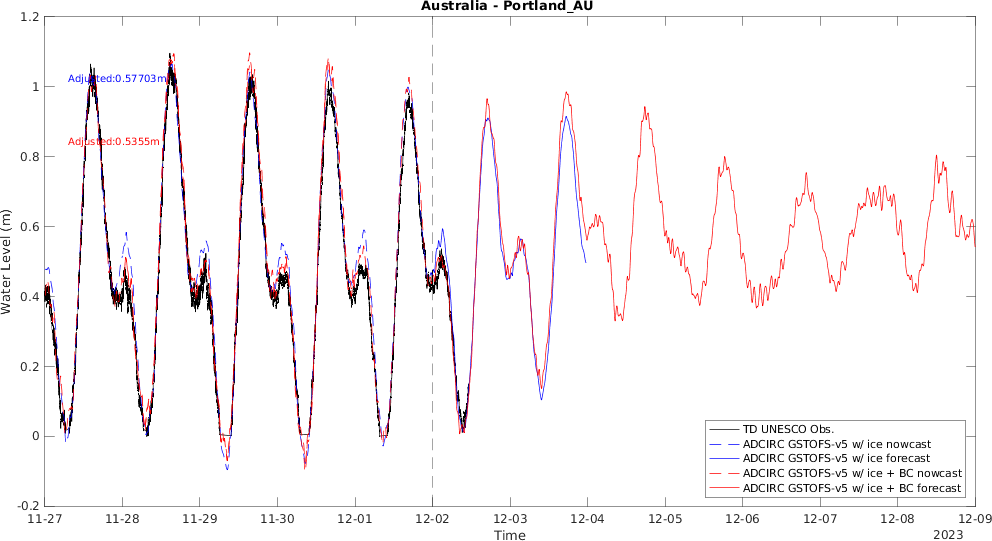 Australia - Portland_AU
1.2
1
0.8
0.6
0.4
0.2
0
-0.2
Water Level (m)
Adjusted:0.57703m
Adjusted:0.5355m
TD UNESCO Obs.
ADCIRC GSTOFS-v5 w/ ice nowcast
ADCIRC GSTOFS-v5 w/ ice forecast
ADCIRC GSTOFS-v5 w/ ice + BC nowcast
ADCIRC GSTOFS-v5 w/ ice + BC forecast
11-27 11-28 11-29 11-30 12-01 12-02 12-03 12-04 12-05 12-06 12-07 12-08 12-09
Time
2023